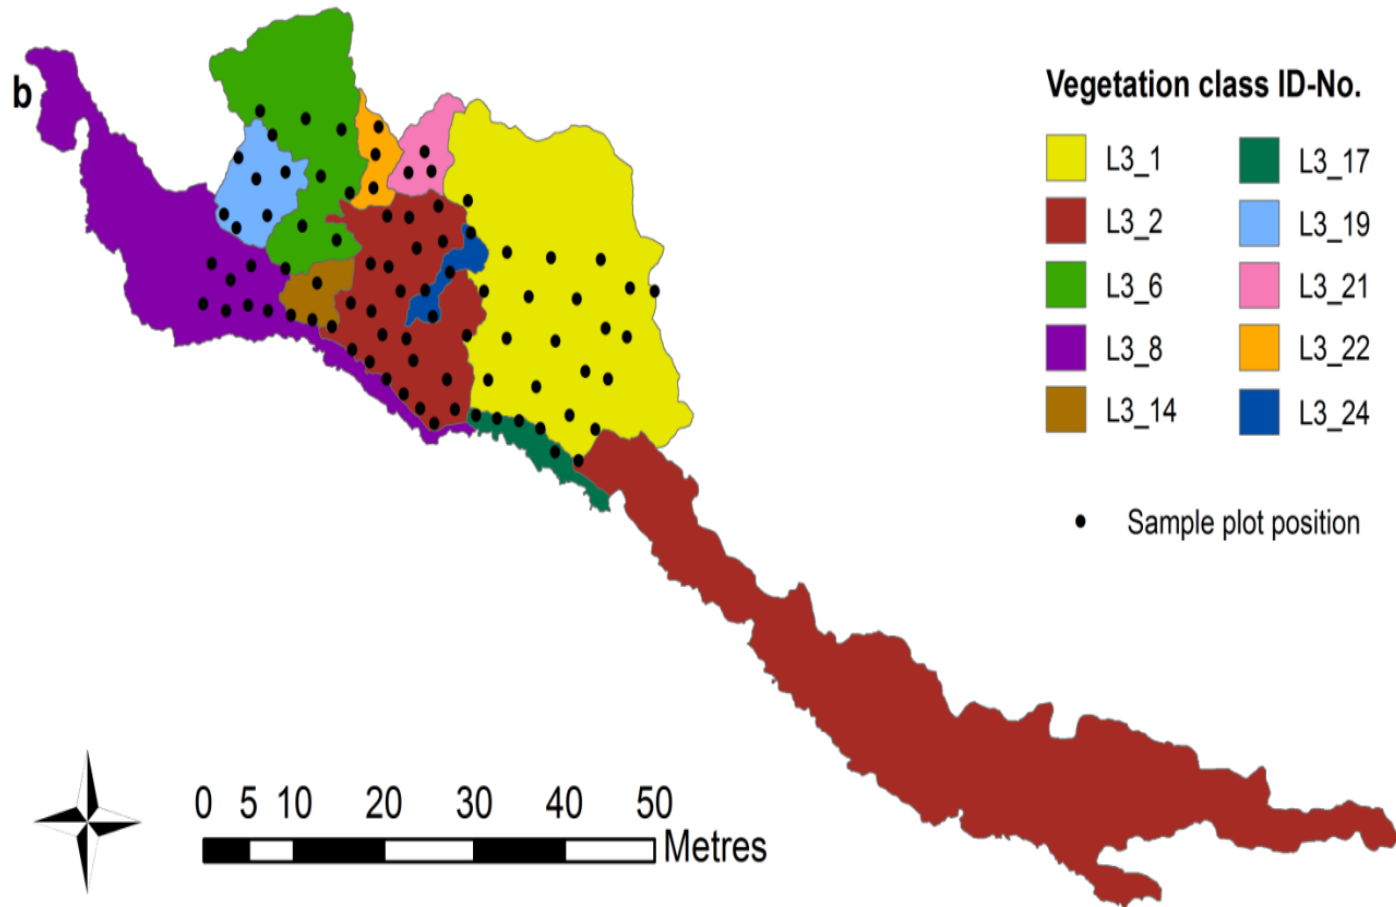 b
Vegetation class ID-No.
L3_1 L3_17
L3_2 L3_19
L3_6 L3_21
L3_8 L3_22
L3_14 L3_24
Sample plot position
0 5 10 20 30 40 50
Metres